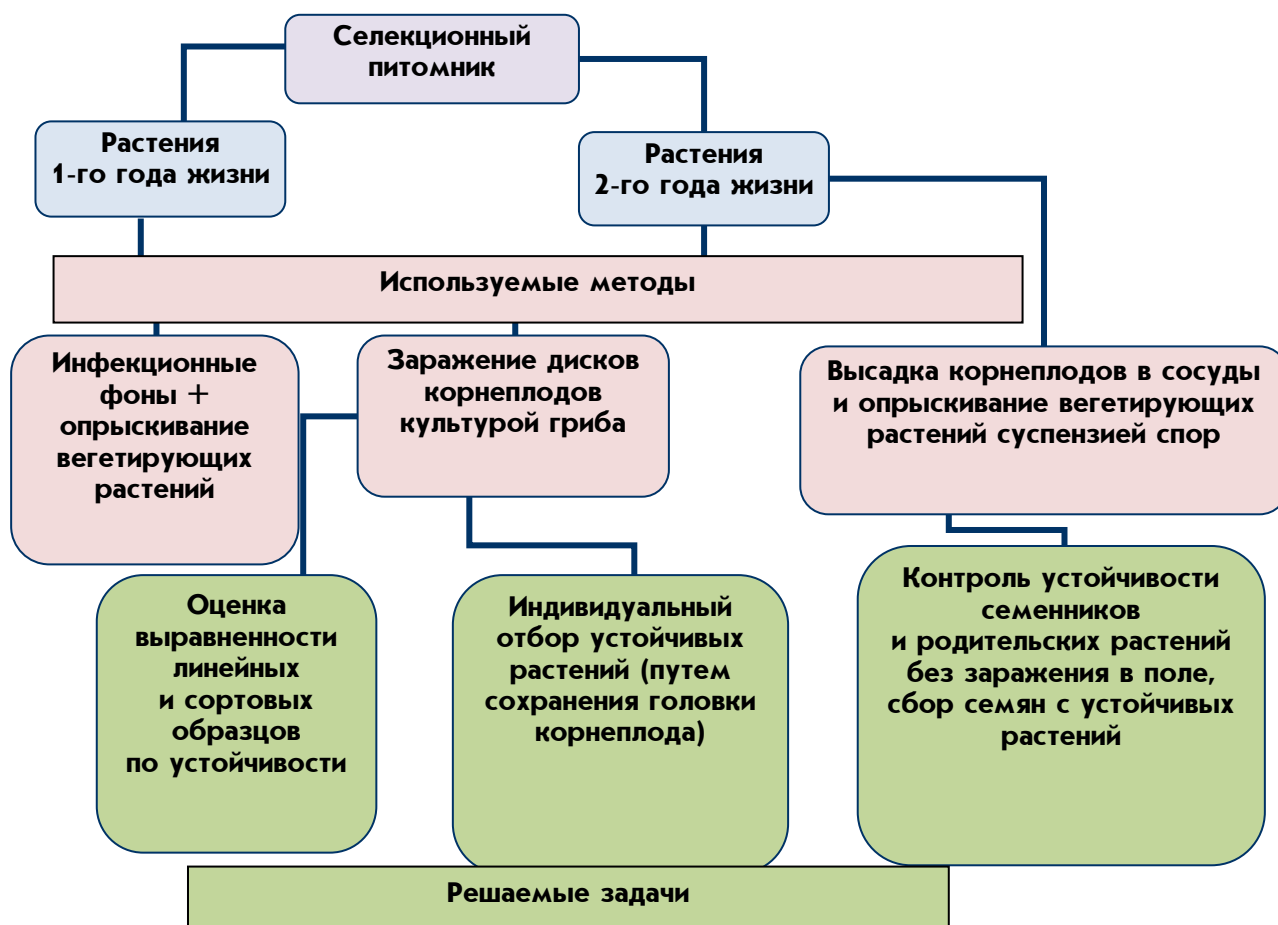 Селекционный
питомник
Растения
1-го года жизни
Растения
2-го года жизни
Используемые методы
Инфекционные
фоны +
опрыскивание
вегетирующих
растений
Заражение дисков
корнеплодов
культурой гриба
Высадка корнеплодов в сосуды
и опрыскивание вегетирующих
растений суспензией спор
Оценка
выравненности
линейных
и сортовых
образцов
по устойчивости
Индивидуальный
отбор устойчивых
растений (путем
сохранения головки
корнеплода)
Контроль устойчивости
семенников
и родительских растений
без заражения в поле,
сбор семян с устойчивых
растений
Решаемые задачи